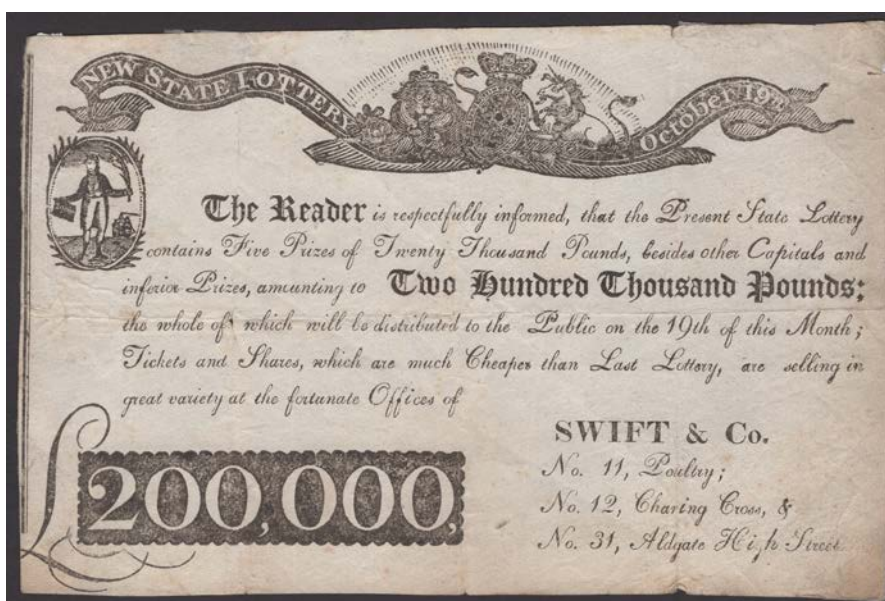 NEW STATE LOTTERY October 19th
The Reader is respectfully informed, that the Present State Lottery
contains Five Prizes of Twenty Thousand Pounds, besides other Capitals and
inferior Prizes, amounting to Two Hundred Thousand Pounds:
the whole of which will be distributed to the Public on the 19th of this Month;
Tickets and Shares, which are much Cheaper than Last Lottery, are selling in
great variety at the fortunate Offices of
SWIFT & Co.
No. 11, Poultry;
No. 12, Charing Cross, &
No. 31, Aldgate High Street.
£200,000,